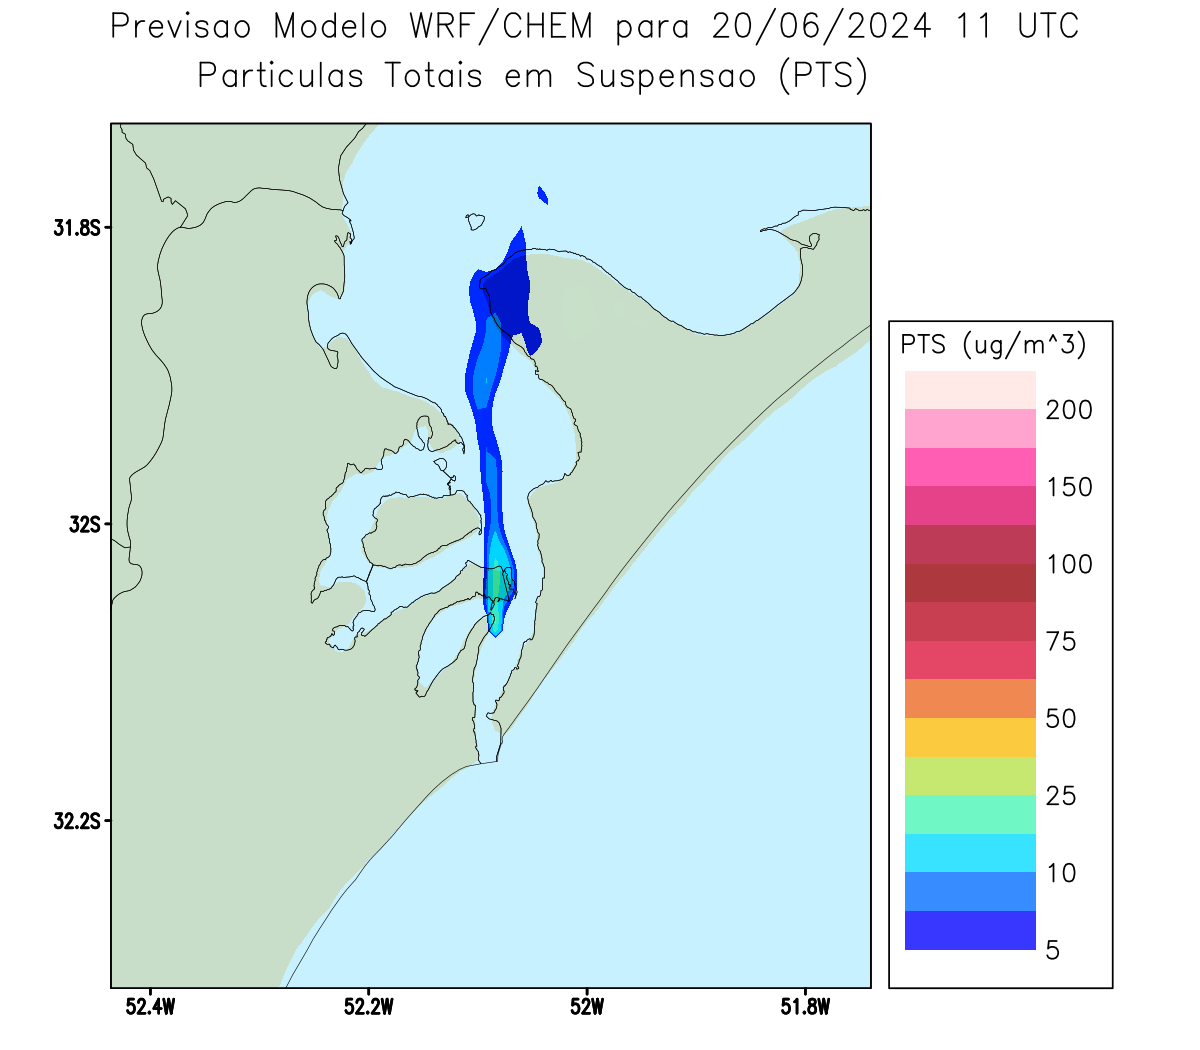 Previsao Modelo WRF/CHEM para 20/06/2024 11 UTC
Particulas Totais em Suspensao (PTS)
31.8S
32S
32.2S
52.4W
52.2W
52W
51.8W
PTS (ug/m^3)
200
150
100
75
50
25
10
5